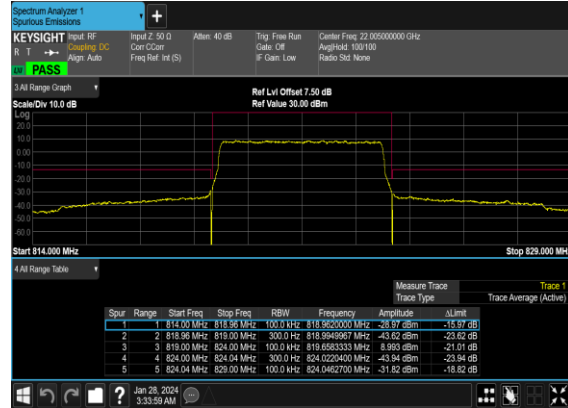 Spectrum Analyzer 1
Spurious Emissions
+
KEYSIGHT Input: RF Input Z: 50 Ω Atten: 40 dB Trig: Free Run Center Freq: 22.005000000 GHz
R T Coupling: DC Corr CCorr Gate: Off Avg|Hold: 100/100
Align: Auto Freq Ref: Int (S) IF Gain: Low Radio Std: None
PASS
3 All Range Graph Ref Lvl Offset 7.50 dB
Scale/Div 10.0 dB Ref Value 30.00 dBm
Log
20.0
10.0
0.00
-10.0
-20.0
-30.0
-40.0
-50.0
-60.0
Start 814.000 MHz Stop 829.000 MH
4 All Range Table
Measure Trace Trace 1
Trace Type Trace Average (Active)
Spur Range Start Freq Stop Freq RBW Frequency Amplitude ΔLimit
1 1 814.00 MHz 818.96 MHz 100.0 kHz 818.9620000 MHz -28.97 dBm -15.97 dB
2 2 818.96 MHz 819.00 MHz 300.0 Hz 818.9949967 MHz -43.62 dBm -23.62 dB
3 3 819.00 MHz 824.00 MHz 100.0 kHz 819.6583333 MHz 8.993 dBm -21.01 dB
4 4 824.00 MHz 824.04 MHz 300.0 Hz 824.0220400 MHz -43.94 dBm -23.94 dB
5 5 824.04 MHz 829.00 MHz 100.0 kHz 824.0462700 MHz -31.82 dBm -18.82 dB
? Jan 28, 2024
3:33:59 AM